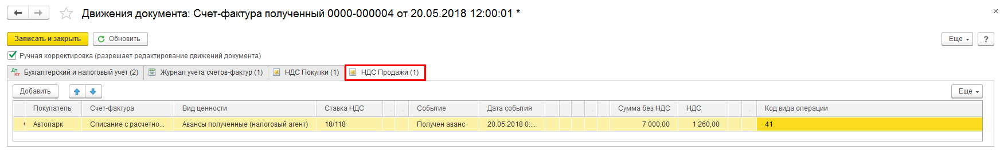 Движения документа: Счет-фактура полученный 0000-000004 от 20.05.2018 12:00:01 *
Записать и закрыть Обновить Еще ?
Ручная корректировка (разрешает редактирование движений документа)
Дт Кт Бухгалтерский и налоговый учет (2) Журнал учета счетов-фактур (1) НДС Покупки (1) НДС Продажи (1)
Добавить Еще
Покупатель Счет-фактура Вид ценности Ставка НДС Событие Дата события Сумма без НДС НДС Код вида операции
Автопарк Списание с расчетно... Авансы полученные (налоговый агент) 18/118 Получен аванс 20.05.2018 0:... 7 000,00 1 260,00 41